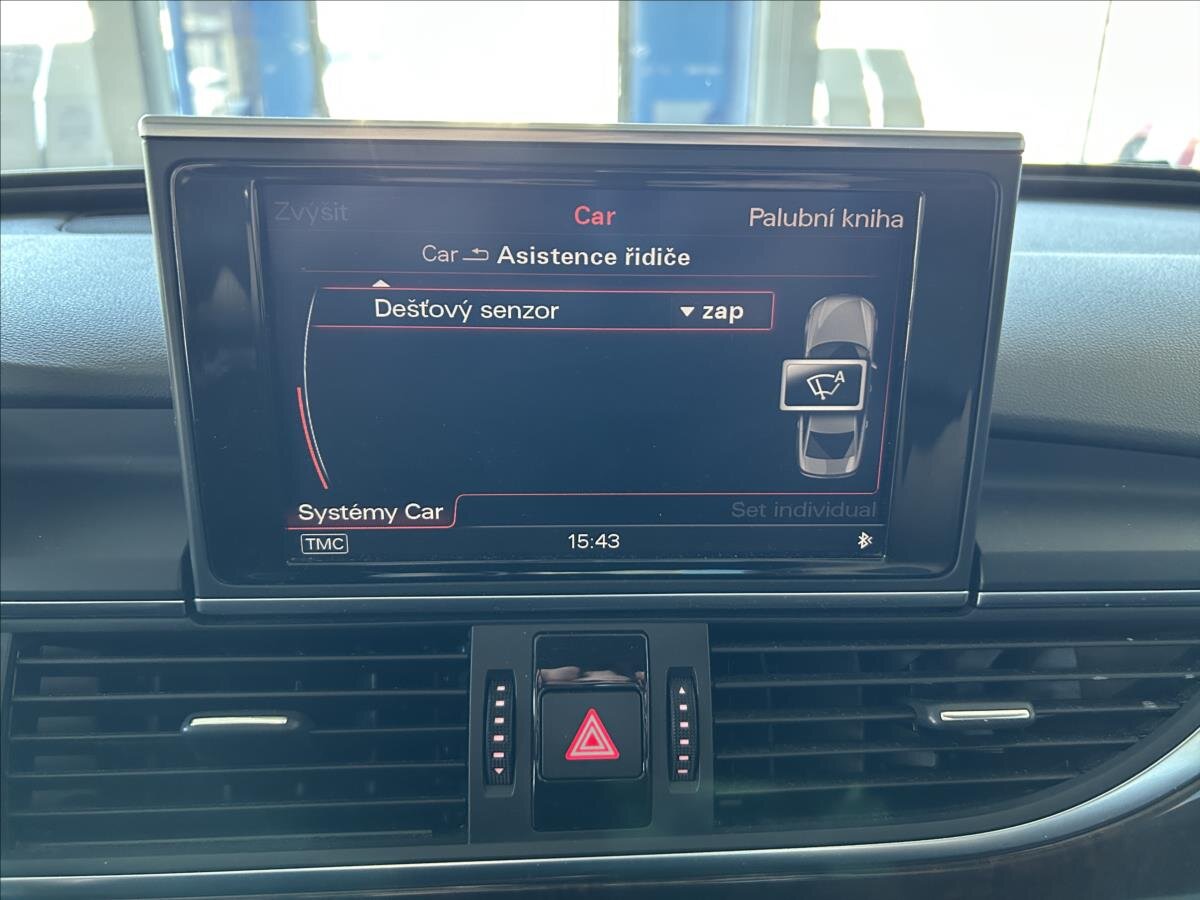 Zvýšit Car Palubní kniha
Car Asistence řidiče
Dešťový senzor zap
A
Systémy Car Set individual
TMC 15:43